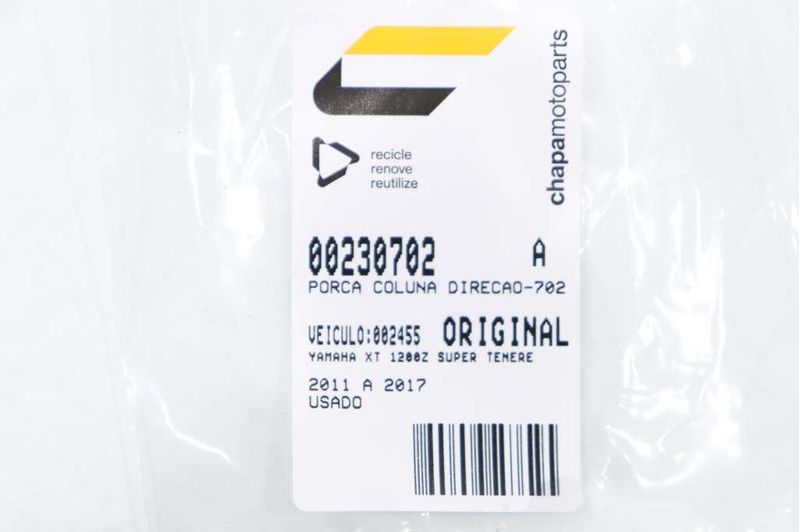 chapamotoparts
recicle
renove
reutilize
00230702 A
PORCA COLUNA DIRECAO-702
VEICULO:002455 ORIGINAL
YAMAHA XT 1200Z SUPER TENERE
2011 A 2017
USADO